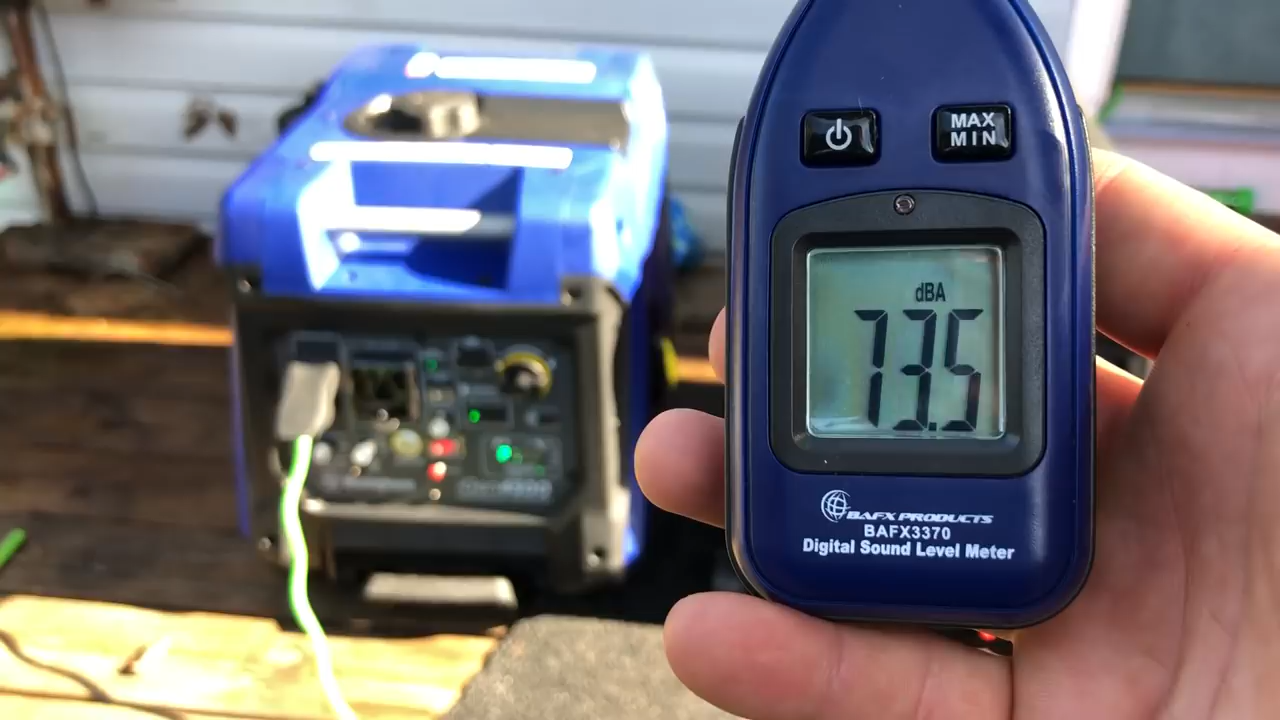 MAX
MIN
dBA
73.5
BAFX PRODUCTS
BAFX3370
Digital Sound Level Meter